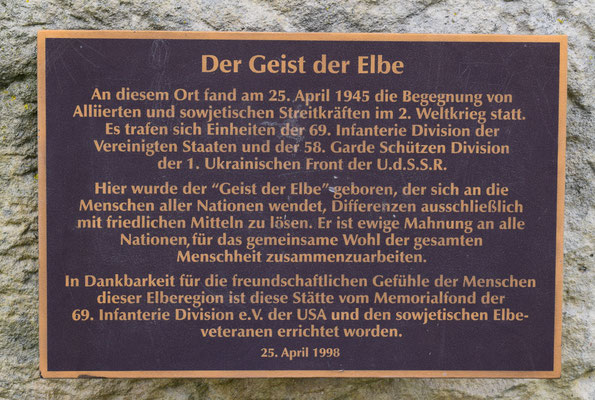 Der Geist der Elbe
An diesem Ort fand am 25. April 1945 die Begegnung von
Alliierten und sowjetischen Streitkräften im 2. Weltkrieg statt.
Es trafen sich Einheiten der 69. Infanterie Division der
Vereinigten Staaten und der 58. Garde Schützen Division
der 1. Ukrainischen Front der U.d.S.S.R.
Hier wurde der “Geist der Elbe” geboren, der sich an die
Menschen aller Nationen wendet, Differenzen ausschließlich
mit friedlichen Mitteln zu lösen. Er ist ewige Mahnung an alle
Nationen, für das gemeinsame Wohl der gesamten
Menschheit zusammenzuarbeiten.
In Dankbarkeit für die freundschaftlichen Gefühle der Menschen
dieser Elberegion ist diese Stätte vom Memorialfond der
69. Infanterie Division e.V. der USA und den sowjetischen Elbe-
veteranen errichtet worden.
25. April 1998